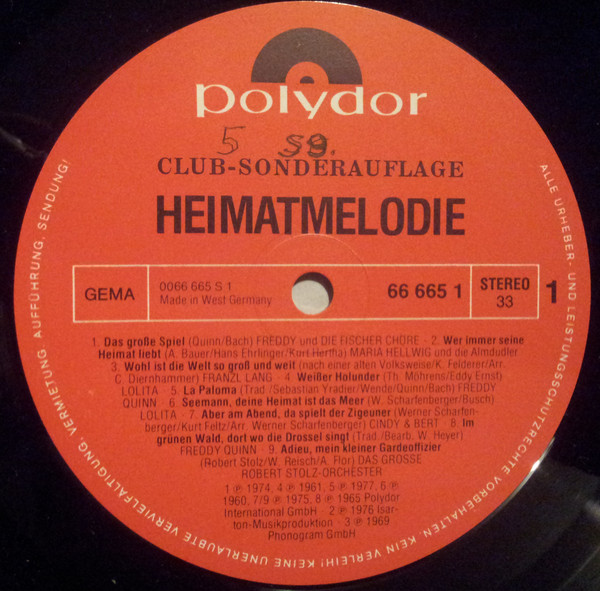 polydor
5 S9.
CLUB-SONDERAUFLAGE
HEIMATMELODIE
GEMA
0066 665 S 1
Made in West Germany
66 665 1
STEREO
33
1
1. Das große Spiel (Quinn/Bach) FREDDY und DIE FISCHER CHÖRE • 2. Wer immer seine
Heimat liebt (A. Bauer/Hans Ehrlinger/Kurt Hertha) MARIA HELLWIG und die Almdudler
3. Wohl ist die Welt so groß und weit (nach einer alten Volksweise/K. Felderer/Arr.
C. Diernhammer) FRANZL LANG • 4. Weißer Holunder (Th. Möhrens/Eddy Ernst)
LOLITA • 5. La Paloma (Trad./Sebastian Yradier/Wende/Quinn/Bach) FREDDY
QUINN • 6. Seemann, deine Heimat ist das Meer (W. Scharfenberger/Busch)
LOLITA • 7. Aber am Abend, da spielt der Zigeuner (Werner Scharfen-
berger/Kurt Feltz/Arr. Werner Scharfenberger) CINDY & BERT • 8. Im
grünen Wald, dort wo die Drossel singt (Trad./Bearb. W. Heyer)
FREDDY QUINN • 9. Adieu, mein kleiner Gardeoffizier
(Robert Stolz/W. Reisch/A. Flor) DAS GROSSE
ROBERT STOLZ-ORCHESTER
1 ℗ 1974, 4 ℗ 1961, 5 ℗ 1977, 6 ℗
1960, 7/9 ℗ 1975, 8 ℗ 1965 Polydor
International GmbH • 2 ℗ 1976 Isar-
ton-Musikproduktion • 3 ℗ 1969
Phonogram GmbH
ALLE URHEBER- UND LEISTUNGSSCHUTZRECHTE VORBEHALTEN. KEIN VERLEIH! KEINE UNERLAUBTE VERVIELFÄLTIGUNG, VERMIETUNG, AUFFÜHRUNG, SENDUNG!